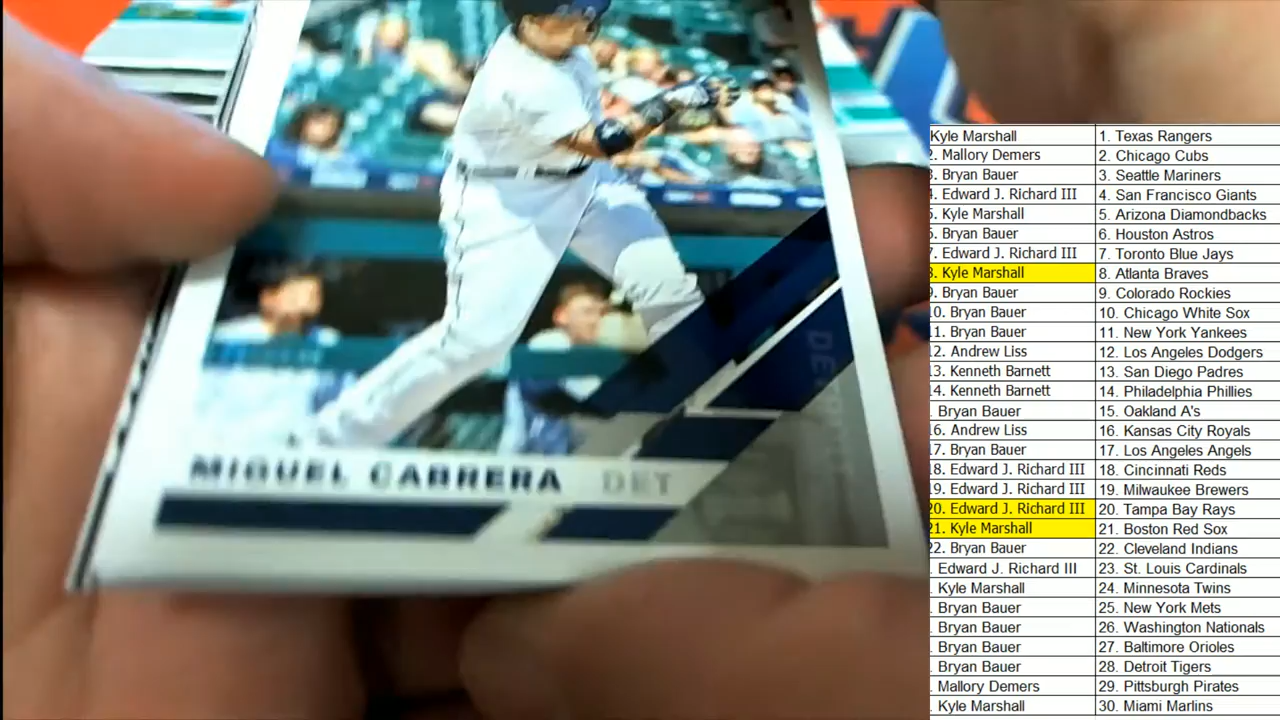 MIGUEL CABRERA DET
Kyle Marshall 1. Texas Rangers
2. Mallory Demers 2. Chicago Cubs
3. Bryan Bauer 3. Seattle Mariners
4. Edward J. Richard III 4. San Francisco Giants
5. Kyle Marshall 5. Arizona Diamondbacks
6. Bryan Bauer 6. Houston Astros
7. Edward J. Richard III 7. Toronto Blue Jays
8. Kyle Marshall 8. Atlanta Braves
9. Bryan Bauer 9. Colorado Rockies
10. Bryan Bauer 10. Chicago White Sox
11. Bryan Bauer 11. New York Yankees
12. Andrew Liss 12. Los Angeles Dodgers
13. Kenneth Barnett 13. San Diego Padres
14. Kenneth Barnett 14. Philadelphia Phillies
. Bryan Bauer 15. Oakland A's
16. Andrew Liss 16. Kansas City Royals
17. Bryan Bauer 17. Los Angeles Angels
18. Edward J. Richard III 18. Cincinnati Reds
19. Edward J. Richard III 19. Milwaukee Brewers
20. Edward J. Richard III 20. Tampa Bay Rays
21. Kyle Marshall 21. Boston Red Sox
22. Bryan Bauer 22. Cleveland Indians
. Edward J. Richard III 23. St. Louis Cardinals
. Kyle Marshall 24. Minnesota Twins
. Bryan Bauer 25. New York Mets
. Bryan Bauer 26. Washington Nationals
. Bryan Bauer 27. Baltimore Orioles
. Bryan Bauer 28. Detroit Tigers
. Mallory Demers 29. Pittsburgh Pirates
. Kyle Marshall 30. Miami Marlins